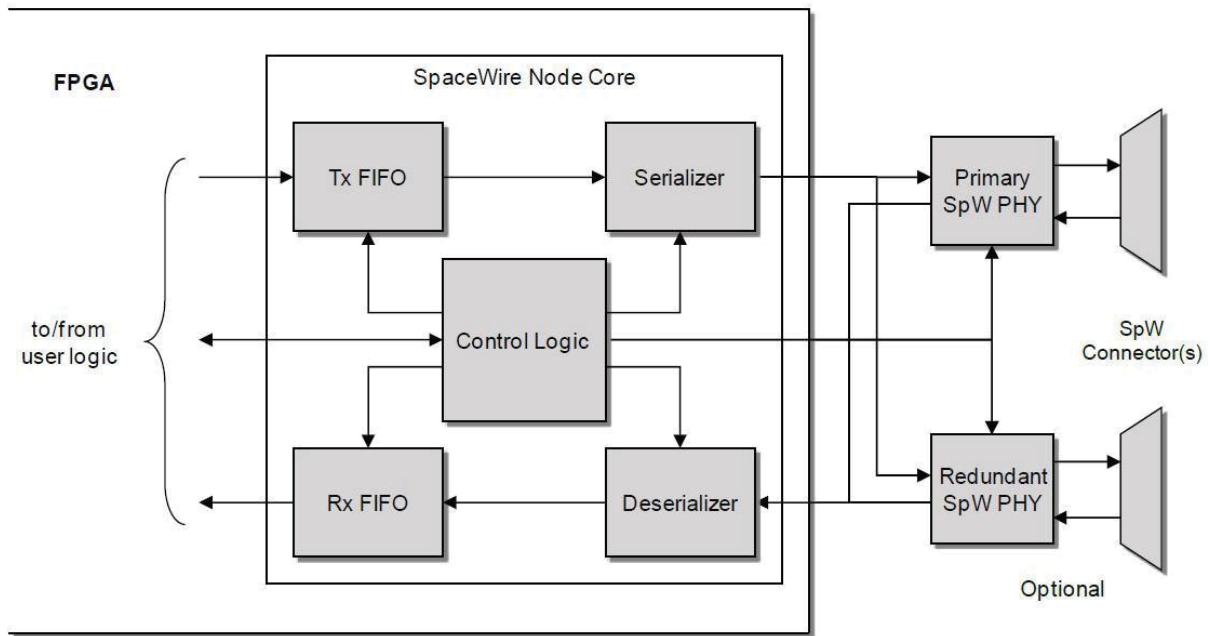 FPGA
SpaceWire Node Core
Tx FIFO
Serializer
Primary
SpW PHY
to/from
user logic
Control Logic
SpW
Connector(s)
Rx FIFO
Deserializer
Redundant
SpW PHY
Optional